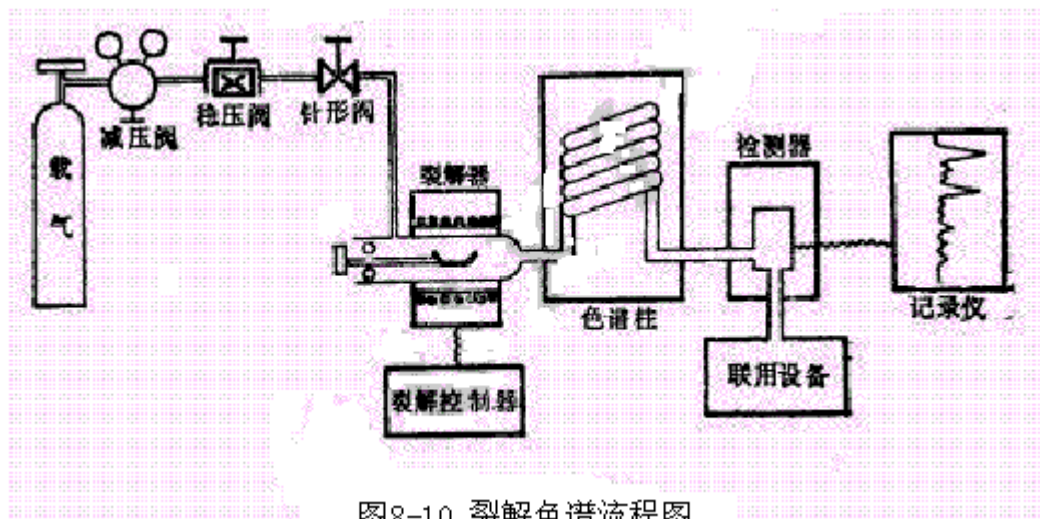 载气
减压阀
稳压阀
针形阀
裂解器
裂解控制器
色谱柱
检测器
联用设备
记录仪
图8-10 裂解色谱流程图